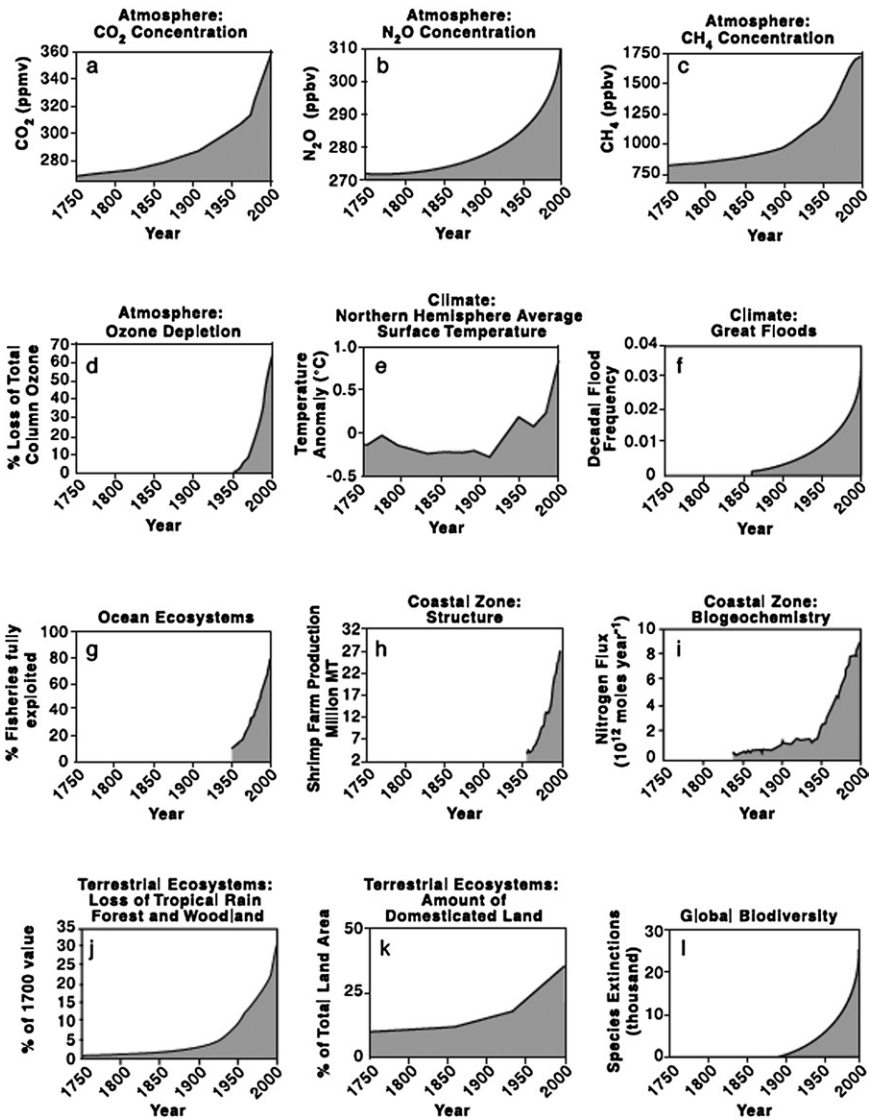 Atmosphere:
CO₂ Concentration
a
CO₂ (ppmv)
360
340
320
300
280
1750
1800
1850
1900
1950
2000
Year
Atmosphere:
N₂O Concentration
b
N₂O (ppbv)
310
300
290
280
270
1750
1800
1850
1900
1950
2000
Year
Atmosphere:
CH₄ Concentration
c
CH₄ (ppbv)
1750
1500
1250
1000
750
1750
1800
1850
1900
1950
2000
Year
Atmosphere:
Ozone Depletion
d
% Loss of Total
Column Ozone
70
60
50
40
30
20
10
0
1750
1800
1850
1900
1950
2000
Year
Climate:
Northern Hemisphere Average
Surface Temperature
e
Temperature
Anomaly (°C)
1.0
0.5
0
-0.5
1750
1800
1850
1900
1950
2000
Year
Climate:
Great Floods
f
Decadal Flood
Frequency
0.04
0.03
0.02
0.01
0
1750
1800
1850
1900
1950
2000
Year
Ocean Ecosystems
g
% Fisheries fully
exploited
100
80
60
40
20
0
1750
1800
1850
1900
1950
2000
Year
Coastal Zone:
Structure
h
Shrimp Farm Production
Million MT
32
27
22
17
12
7
2
1750
1800
1850
1900
1950
2000
Year
Coastal Zone:
Biogeochemistry
i
Nitrogen Flux
(10¹² moles year⁻¹)
10
8
6
4
2
0
1750
1800
1850
1900
1950
2000
Year
Terrestrial Ecosystems:
Loss of Tropical Rain
Forest and Woodland
j
% of 1700 value
35
30
25
20
15
10
5
0
1750
1800
1850
1900
1950
2000
Year
Terrestrial Ecosystems:
Amount of
Domesticated Land
k
% of Total Land Area
50
25
0
1750
1800
1850
1900
1950
2000
Year
Global Biodiversity
l
Species Extinctions
(thousand)
30
20
10
0
1750
1800
1850
1900
1950
2000
Year